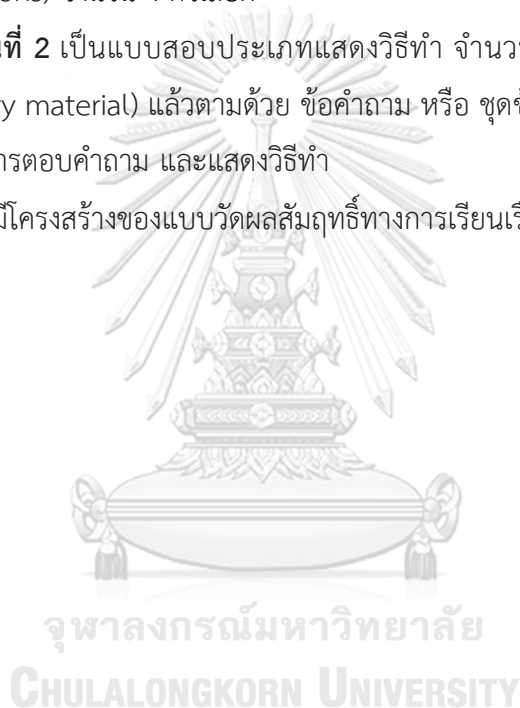 นที่ 2 เป็นแบบสอบประเภทแสดงวิธีทำ จำนว
ry material) แล้วตามด้วย ข้อคำถาม หรือ ชุดข
ารตอบคำถาม และแสดงวิธีทำ
มีโครงสร้างของแบบวัดผลสัมฤทธิ์ทางการเรียนเรื
จุฬาลงกรณ์มหาวิทยาลัย
CHULALONGKORN UNIVERSITY